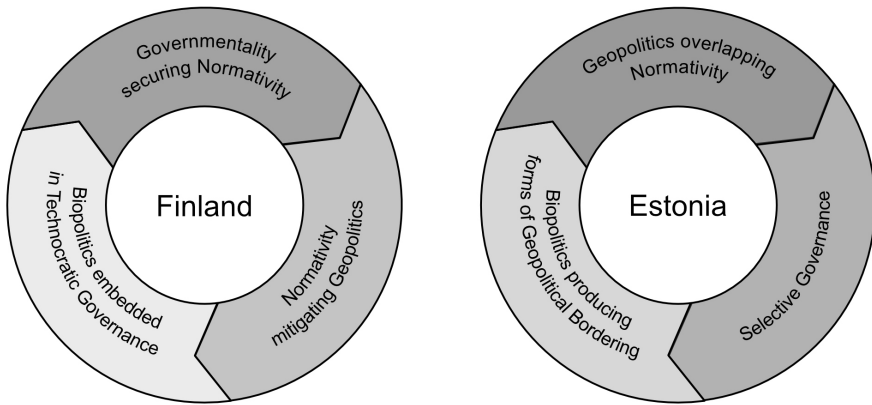 Governmentality
securing Normativity
Normativity
mitigating Geopolitics
Biopolitics embedded
in Technocratic Governance
Finland
Geopolitics overlapping
Normativity
Selective Governance
Biopolitics producing
forms of Geopolitical Bordering
Estonia